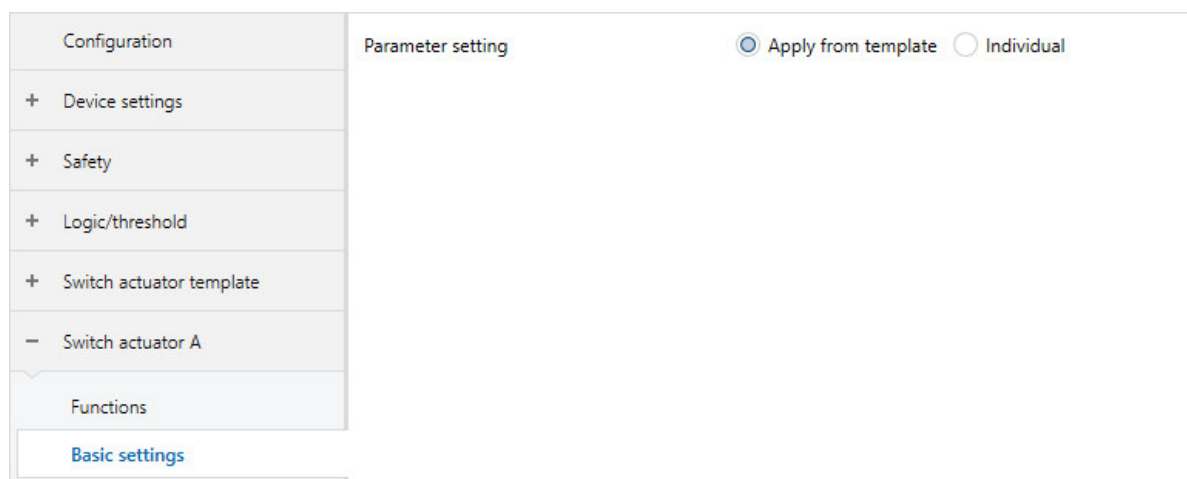 Configuration
Parameter setting Apply from template Individual
+ Device settings
+ Safety
+ Logic/threshold
+ Switch actuator template
− Switch actuator A
Functions
Basic settings